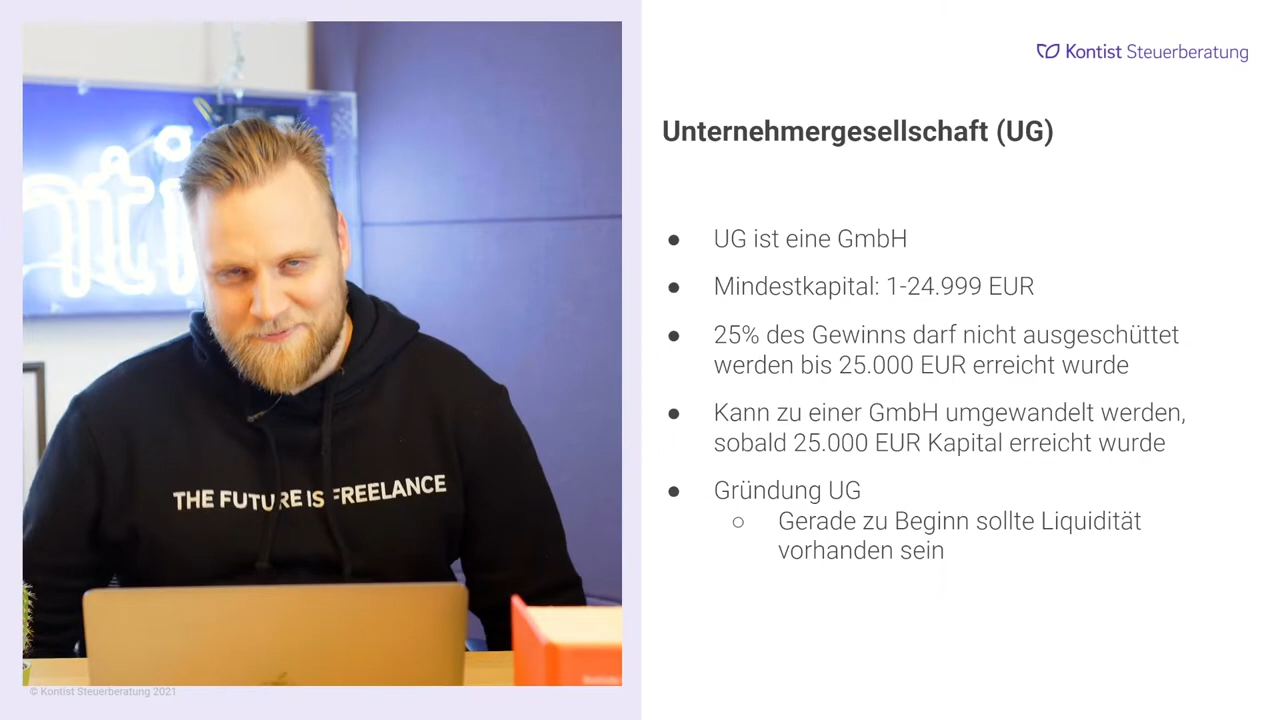 Kontist Steuerberatung
Unternehmergesellschaft (UG)
● UG ist eine GmbH
● Mindestkapital: 1-24.999 EUR
● 25% des Gewinns darf nicht ausgeschüttet
werden bis 25.000 EUR erreicht wurde
● Kann zu einer GmbH umgewandelt werden,
sobald 25.000 EUR Kapital erreicht wurde
● Gründung UG
○ Gerade zu Beginn sollte Liquidität
vorhanden sein
THE FUTURE IS FREELANCE
© Kontist Steuerberatung 2021